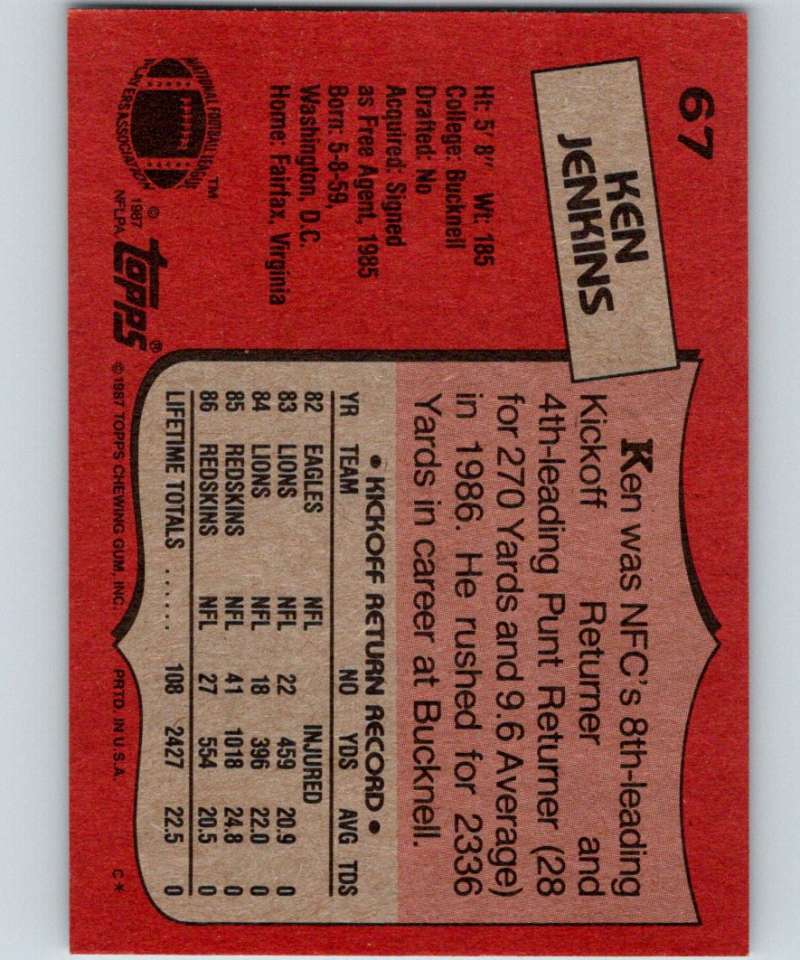 67
KEN
JENKINS
Ht: 5' 8" Wt: 185
College: Bucknell
Drafted: No
Acquired: Signed
as Free Agent, 1985
Born: 5-8-59,
Washington, D.C.
Home: Fairfax, Virginia
NATIONAL FOOTBALL LEAGUE
PLAYERS ASSOCIATION
TM
© 1987
NFLPA
topps®
© 1987 TOPPS CHEWING GUM, INC. PRTD. IN U.S.A. C*
Ken was NFC's 8th-leading
Kickoff Returner and
4th-leading Punt Returner (28
for 270 Yards and 9.6 Average)
in 1986. He rushed for 2336
Yards in career at Bucknell.
• KICKOFF RETURN RECORD •
YR TEAM NO YDS AVG TDS
82 EAGLES NFL INJURED
83 LIONS NFL 22 459 20.9 0
84 LIONS NFL 18 396 22.0 0
85 REDSKINS NFL 41 1018 24.8 0
86 REDSKINS NFL 27 554 20.5 0
LIFETIME TOTALS ...... 108 2427 22.5 0